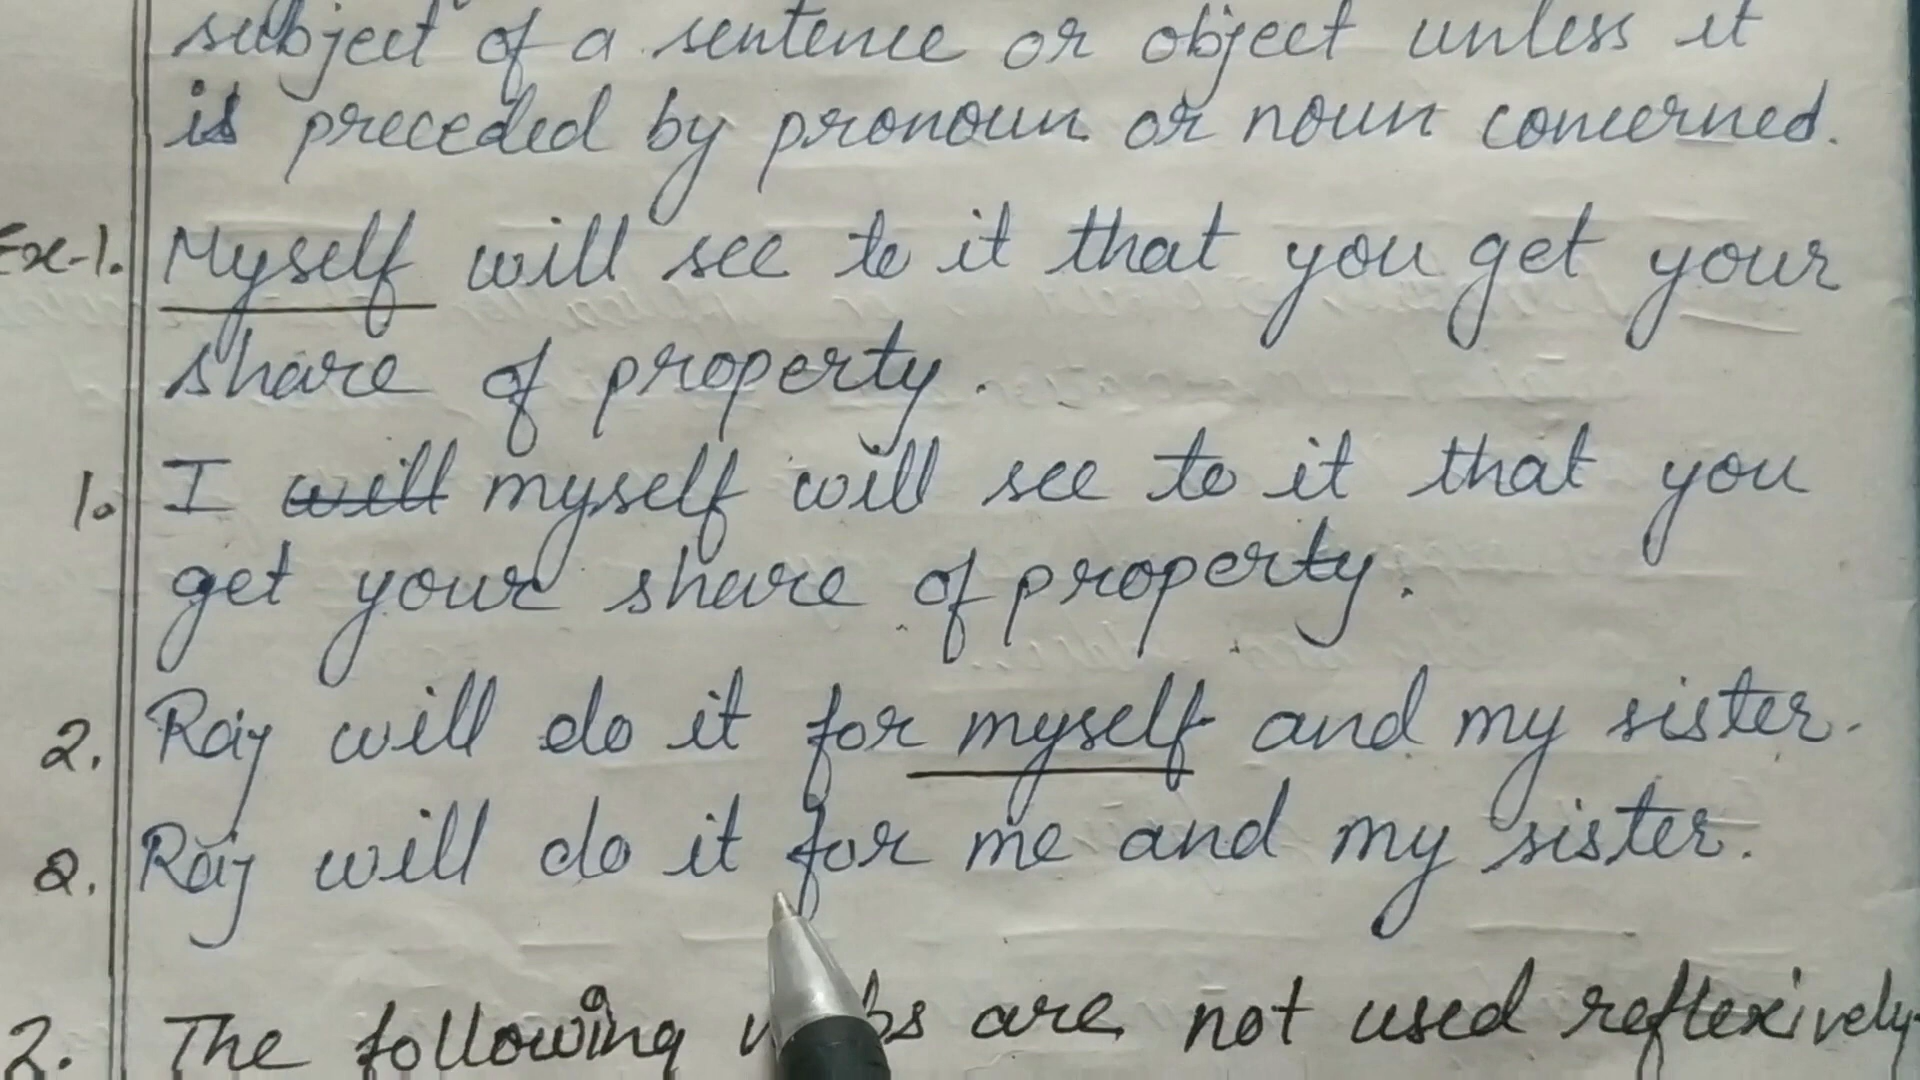 subject of a sentence or object unless it
is preceded by pronoun or noun concerned.
Ex-1. Myself will see to it that you get your
share of property.
1. I will myself will see to it that you
get your share of property.
2. Raj will do it for myself and my sister.
2. Raj will do it for me and my sister.
2. The following are not used reflexively